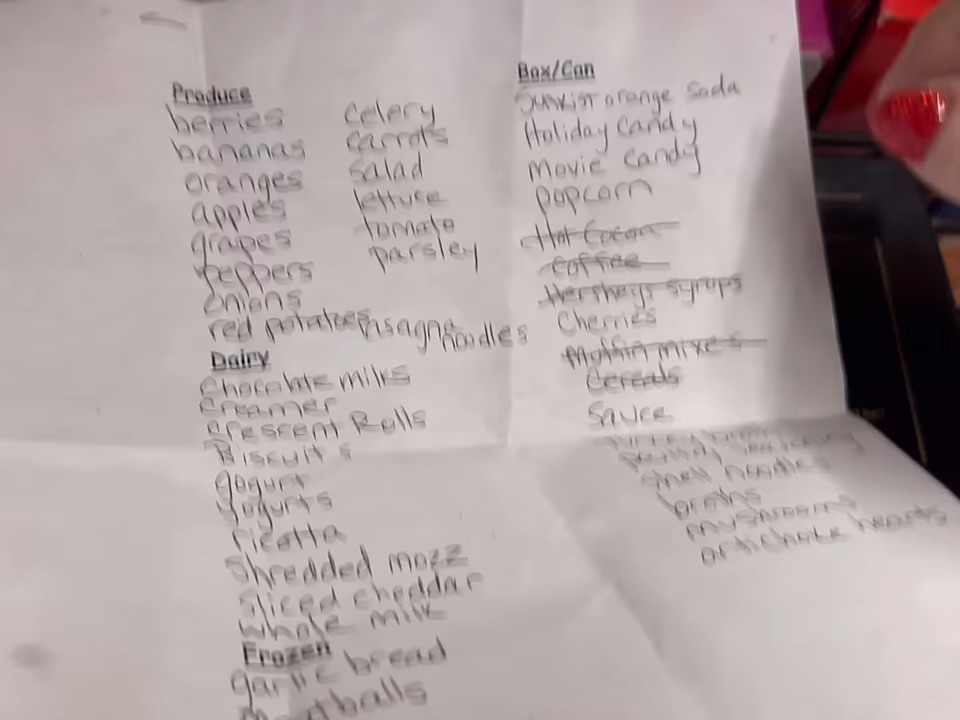 Produce
berries
bananas
oranges
apples
grapes
peppers
onions
red potatoes
celery
carrots
salad
lettuce
tomato
parsley
lasagna noodles
Dairy
Chocolate milks
Creamer
Crescent Rolls
Biscuits
yogurt
yogurts
ricotta
Shredded mozz
Sliced cheddar
whole milk
Frozen
garlic bread
meatballs
Box/Can
Sunkist orange Soda
Holiday Candy
Movie Candy
popcorn
Hot Cocoa
Coffee
Hersheys syrups
Cherries
Muffin mixes
Cereals
Sauce
shell noodles
broths
mushrooms
artichoke hearts